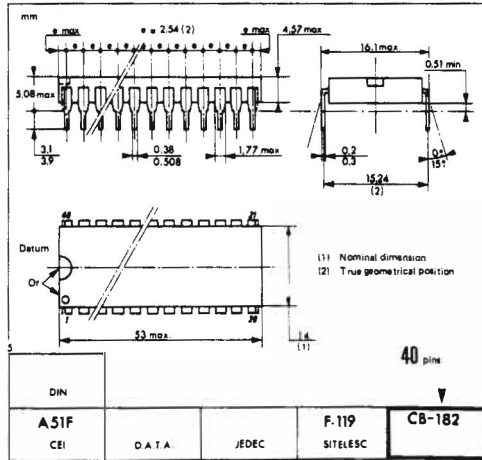 mm
e max
e = 2.54 (2)
e max
4,57 max
16,1 max.
0.51 min
5.08 max
3,1
3.9
0.38
0.508
1,77 max
0.2
0.3
0°
15°
15,24
(2)
Datum
Or
21
1
20
53 max.
14
(1)
(1) Nominal dimension
(2) True geometrical position
40 pins
DIN
A 51F
CEI
D.A.T.A.
JEDEC
F-119
SITELESC
CB-182